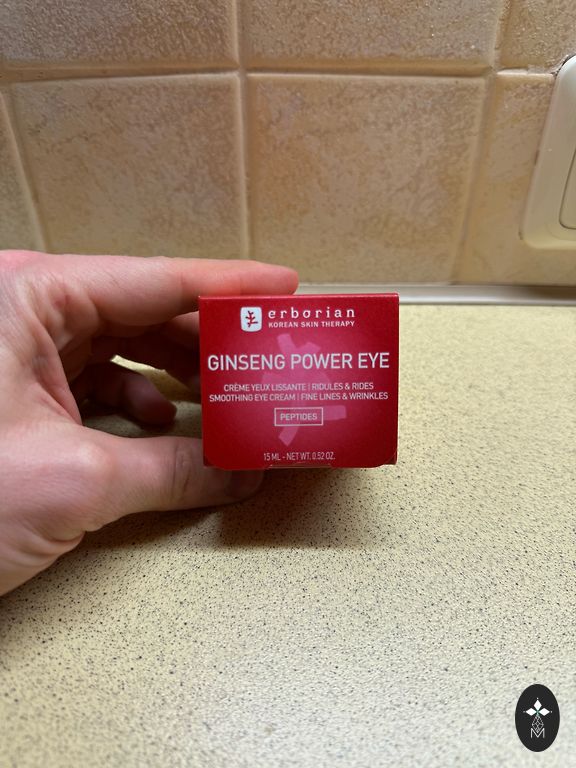 erborian
KOREAN SKIN THERAPY
GINSENG POWER EYE
CRÈME YEUX LISSANTE | RIDULES & RIDES
SMOOTHING EYE CREAM | FINE LINES & WRINKLES
PEPTIDES
15 ML - NET WT. 0.52 OZ.
M